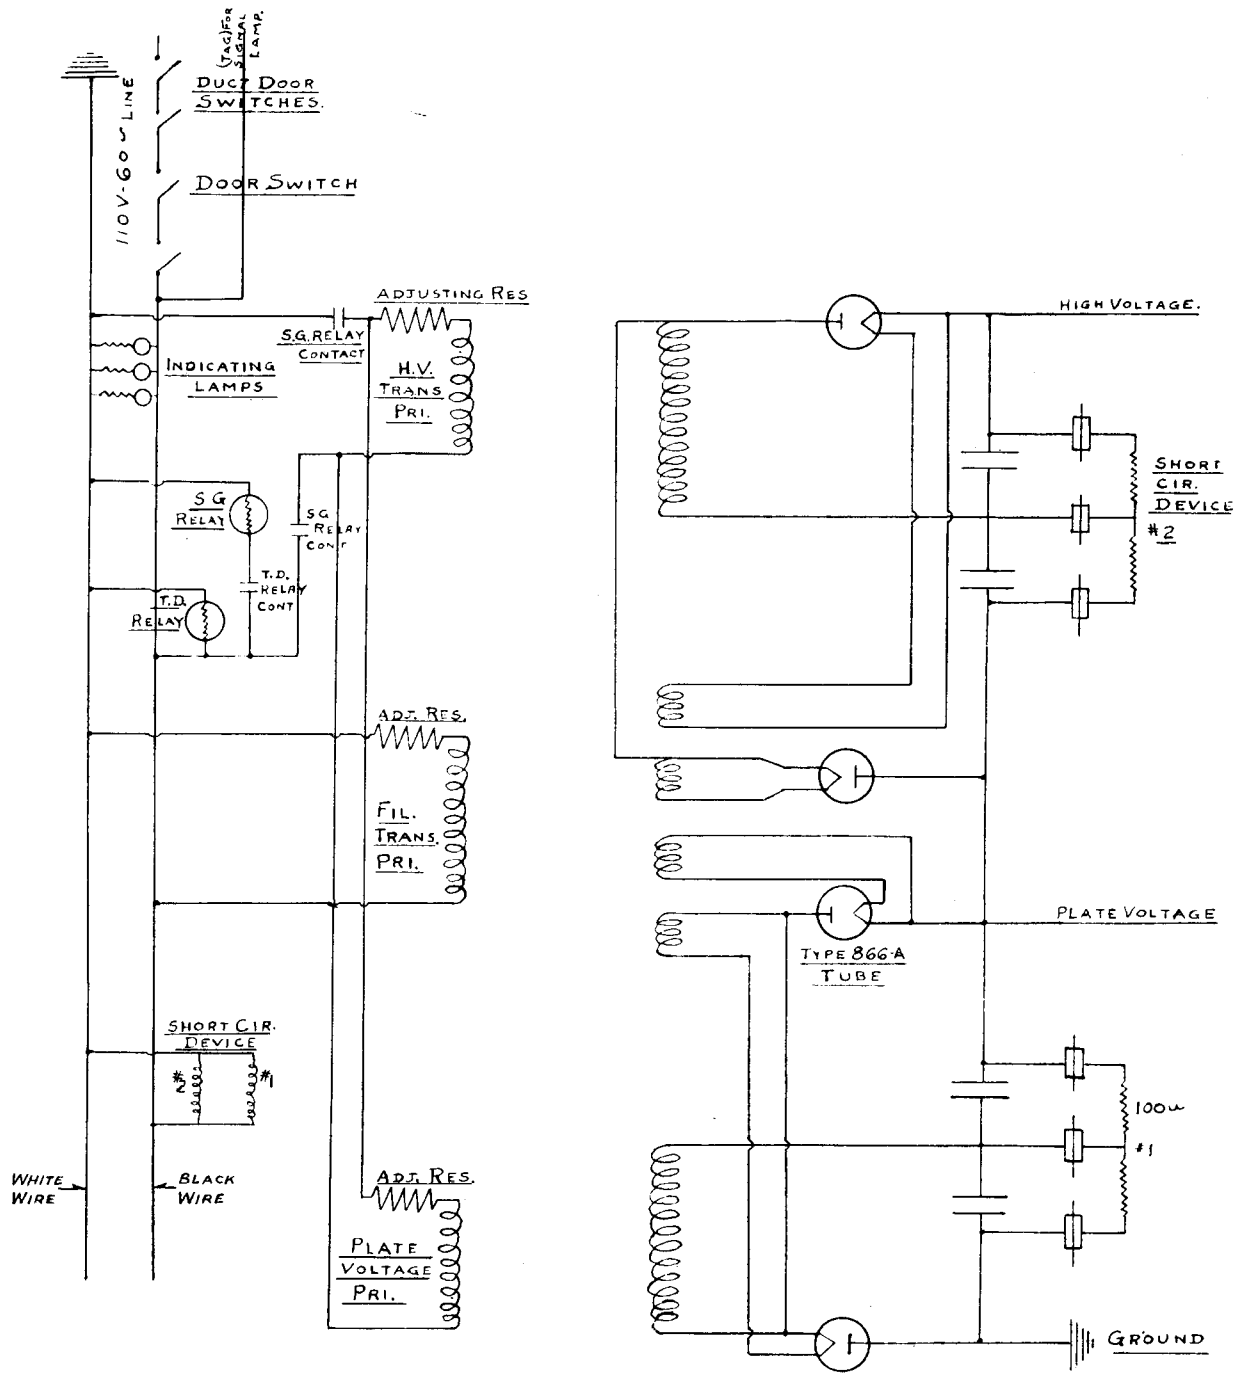 (TAG) FOR
SIGNAL
LAMP.
110V-60~LINE
DUCT DOOR
SWITCHES.
DOOR SWITCH
ADJUSTING RES
S.G. RELAY
CONTACT
H.V.
TRANS
PRI.
INDICATING
LAMPS
S G
RELAY
S G
RELAY
CONT
T.D.
RELAY
CONT
T.D.
RELAY
ADJ. RES.
FIL.
TRANS.
PRI.
SHORT CIR.
DEVICE
#2
#1
WHITE
WIRE
BLACK
WIRE
ADJ. RES.
PLATE
VOLTAGE
PRI.
HIGH VOLTAGE.
SHORT
CIR.
DEVICE
#2
PLATE VOLTAGE
TYPE 866-A
TUBE
100ω
#1
GROUND